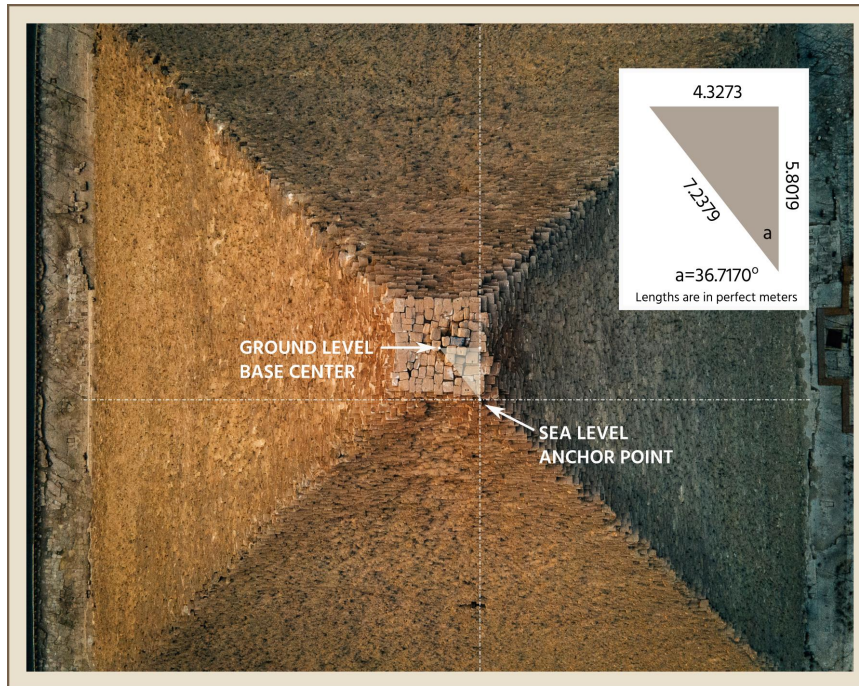 4.3273
5.8019
7.2379
a
a=36.7170°
Lengths are in perfect meters
GROUND LEVEL
BASE CENTER
SEA LEVEL
ANCHOR POINT